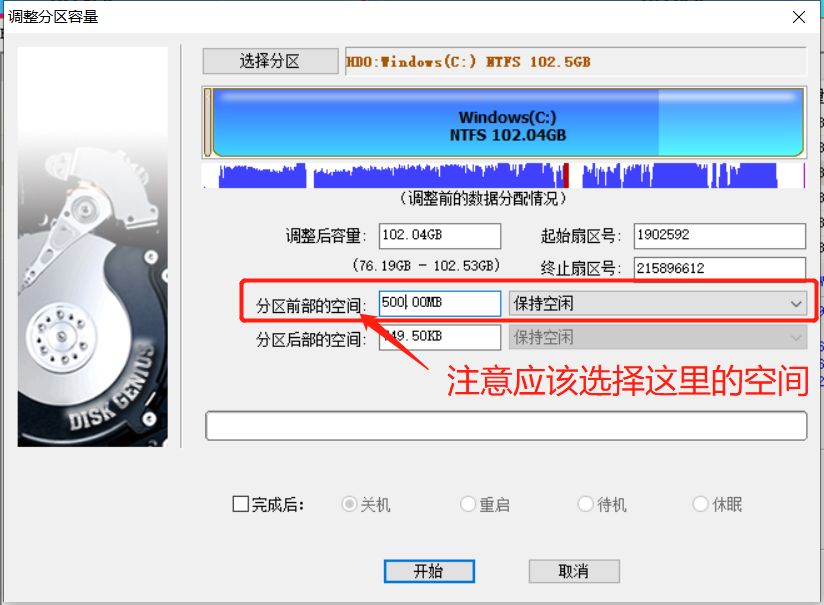 调整分区容量
选择分区
HD0:Windows(C:) NTFS 102.5GB
Windows(C:)
NTFS 102.04GB
(调整前的数据分配情况)
调整后容量: 102.04GB 起始扇区号: 1902592
(76.19GB - 102.53GB) 终止扇区号: 215896612
分区前部的空间: 500.00MB 保持空闲
分区后部的空间: 749.50KB 保持空闲
注意应该选择这里的空间
DISK GENIUS
完成后: 关机 重启 待机 休眠
开始 取消